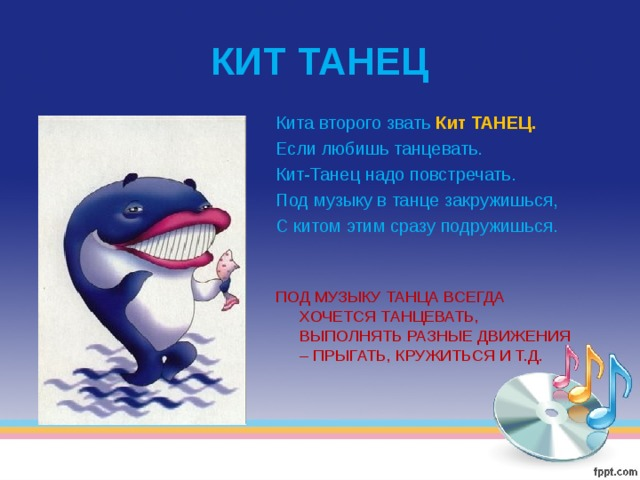 КИТ ТАНЕЦ
Кита второго звать Кит ТАНЕЦ.
Если любишь танцевать.
Кит-Танец надо повстречать.
Под музыку в танце закружишься,
С китом этим сразу подружишься.
ПОД МУЗЫКУ ТАНЦА ВСЕГДА
ХОЧЕТСЯ ТАНЦЕВАТЬ,
ВЫПОЛНЯТЬ РАЗНЫЕ ДВИЖЕНИЯ
– ПРЫГАТЬ, КРУЖИТЬСЯ И Т.Д.
fppt.com